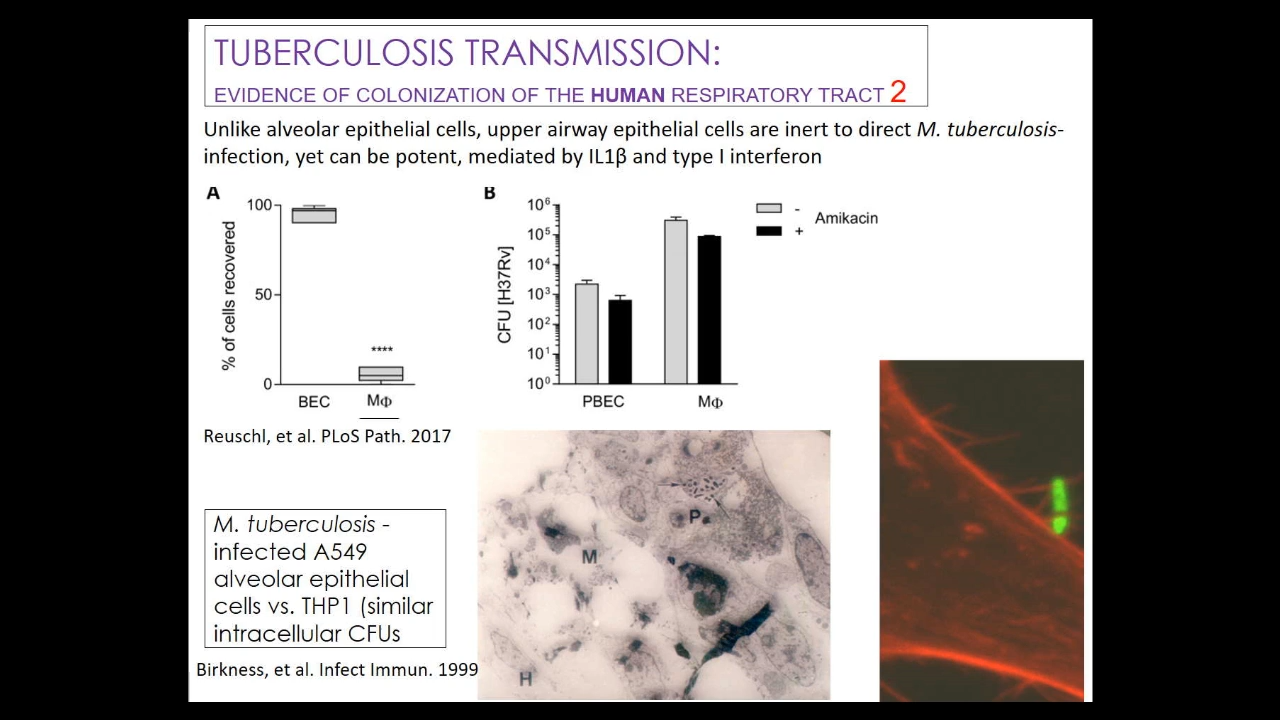 TUBERCULOSIS TRANSMISSION:
EVIDENCE OF COLONIZATION OF THE HUMAN RESPIRATORY TRACT 2
Unlike alveolar epithelial cells, upper airway epithelial cells are inert to direct M. tuberculosis-
infection, yet can be potent, mediated by IL1β and type I interferon
A
% of cells recovered
100
50
0
****
BEC
MΦ
B
CFU [H37Rv]
10⁶
10⁵
10⁴
10³
10²
10¹
10⁰
PBEC
MΦ
-
+
Amikacin
Reuschl, et al. PLoS Path. 2017
M. tuberculosis -
infected A549
alveolar epithelial
cells vs. THP1 (similar
intracellular CFUs
Birkness, et al. Infect Immun. 1999
P
M
H